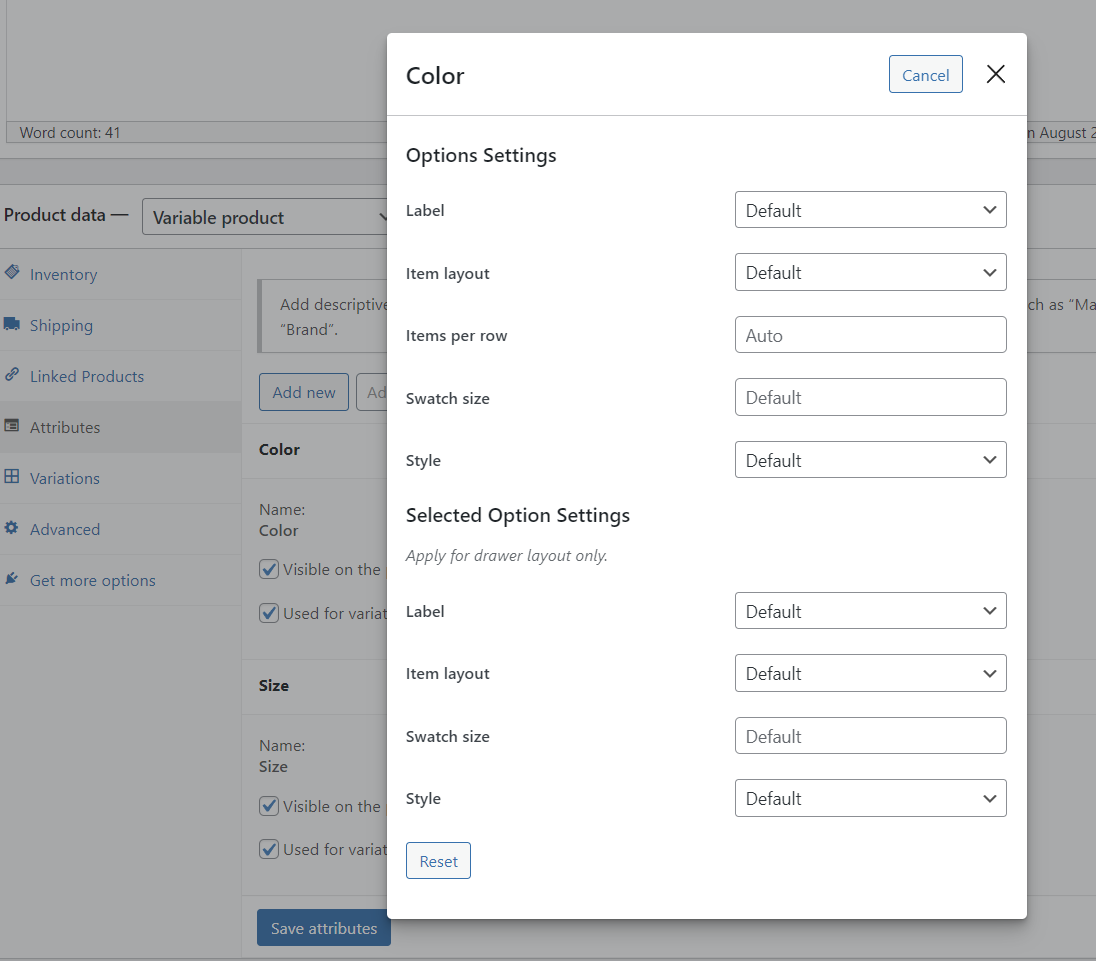 Word count: 41
n August 2
Product data —
Variable product
Inventory
Shipping
Linked Products
Attributes
Variations
Advanced
Get more options
Add descriptive
ch as “Ma
“Brand”.
Add new
Ad
Color
Name:
Color
Visible on the
Used for variat
Size
Name:
Size
Visible on the
Used for variat
Save attributes
Color
Cancel
Options Settings
Label
Default
Item layout
Default
Items per row
Auto
Swatch size
Default
Style
Default
Selected Option Settings
Apply for drawer layout only.
Label
Default
Item layout
Default
Swatch size
Default
Style
Default
Reset